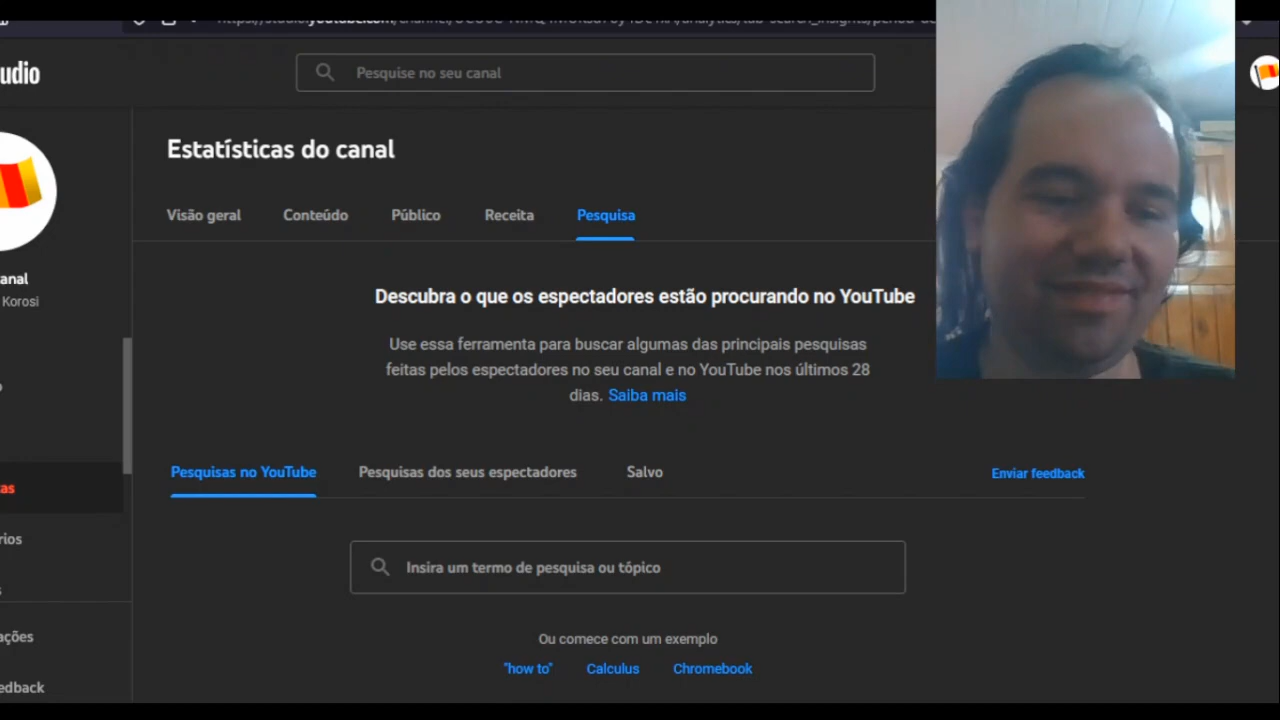 youtube.com
udio
Pesquise no seu canal
Estatísticas do canal
Visão geral
Conteúdo
Público
Receita
Pesquisa
anal
Korosi
Descubra o que os espectadores estão procurando no YouTube
Use essa ferramenta para buscar algumas das principais pesquisas
feitas pelos espectadores no seu canal e no YouTube nos últimos 28
dias. Saiba mais
Pesquisas no YouTube
Pesquisas dos seus espectadores
Salvo
Enviar feedback
as
rios
ações
edback
Insira um termo de pesquisa ou tópico
Ou comece com um exemplo
"how to"
Calculus
Chromebook